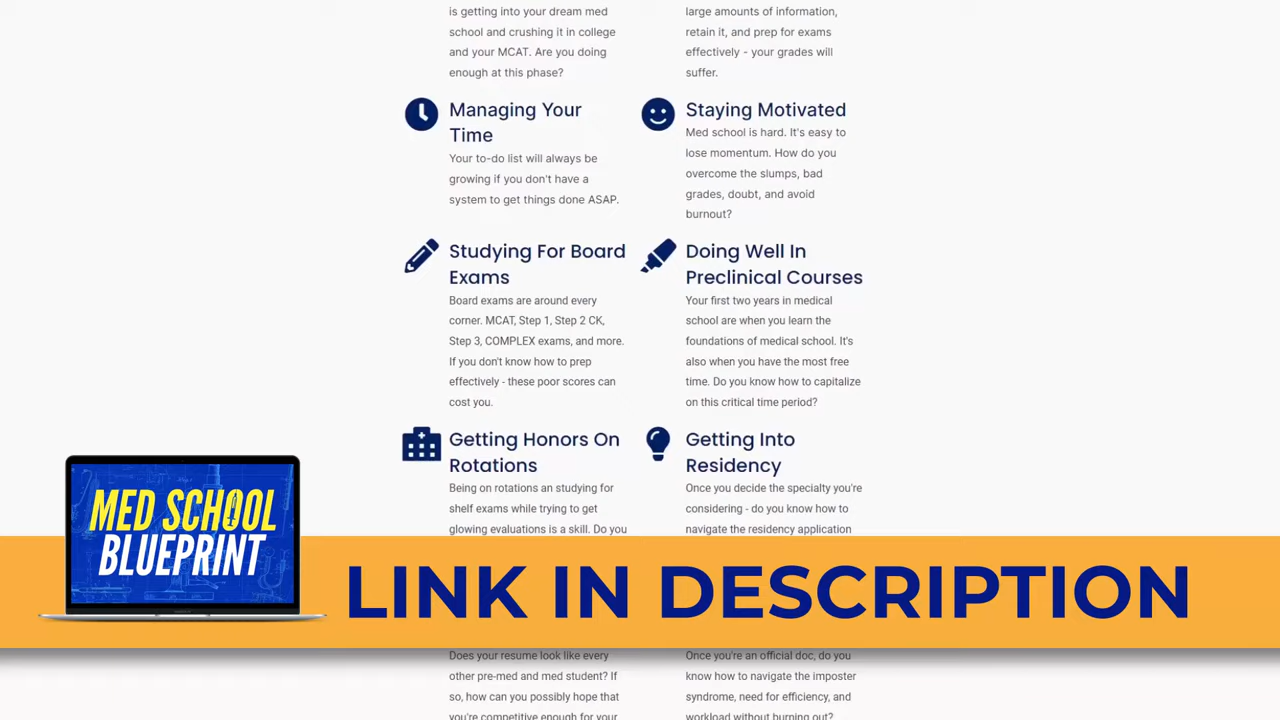 is getting into your dream med
school and crushing it in college
and your MCAT. Are you doing
enough at this phase?
large amounts of information,
retain it, and prep for exams
effectively - your grades will
suffer.
Managing Your
Time
Your to-do list will always be
growing if you don't have a
system to get things done ASAP.
Staying Motivated
Med school is hard. It's easy to
lose momentum. How do you
overcome the slumps, bad
grades, doubt, and avoid
burnout?
Studying For Board
Exams
Board exams are around every
corner. MCAT, Step 1, Step 2 CK,
Step 3, COMPLEX exams, and more.
If you don't know how to prep
effectively - these poor scores can
cost you.
Doing Well In
Preclinical Courses
Your first two years in medical
school are when you learn the
foundations of medical school. It's
also when you have the most free
time. Do you know how to capitalize
on this critical time period?
Getting Honors On
Rotations
Being on rotations an studying for
shelf exams while trying to get
glowing evaluations is a skill. Do you
Getting Into
Residency
Once you decide the specialty you're
considering - do you know how to
navigate the residency application
MED SCHOOL
BLUEPRINT
LINK IN DESCRIPTION
Does your resume look like every
other pre-med and med student? If
so, how can you possibly hope that
you're competitive enough for your
Once you're an official doc, do you
know how to navigate the imposter
syndrome, need for efficiency, and
workload without burning out?